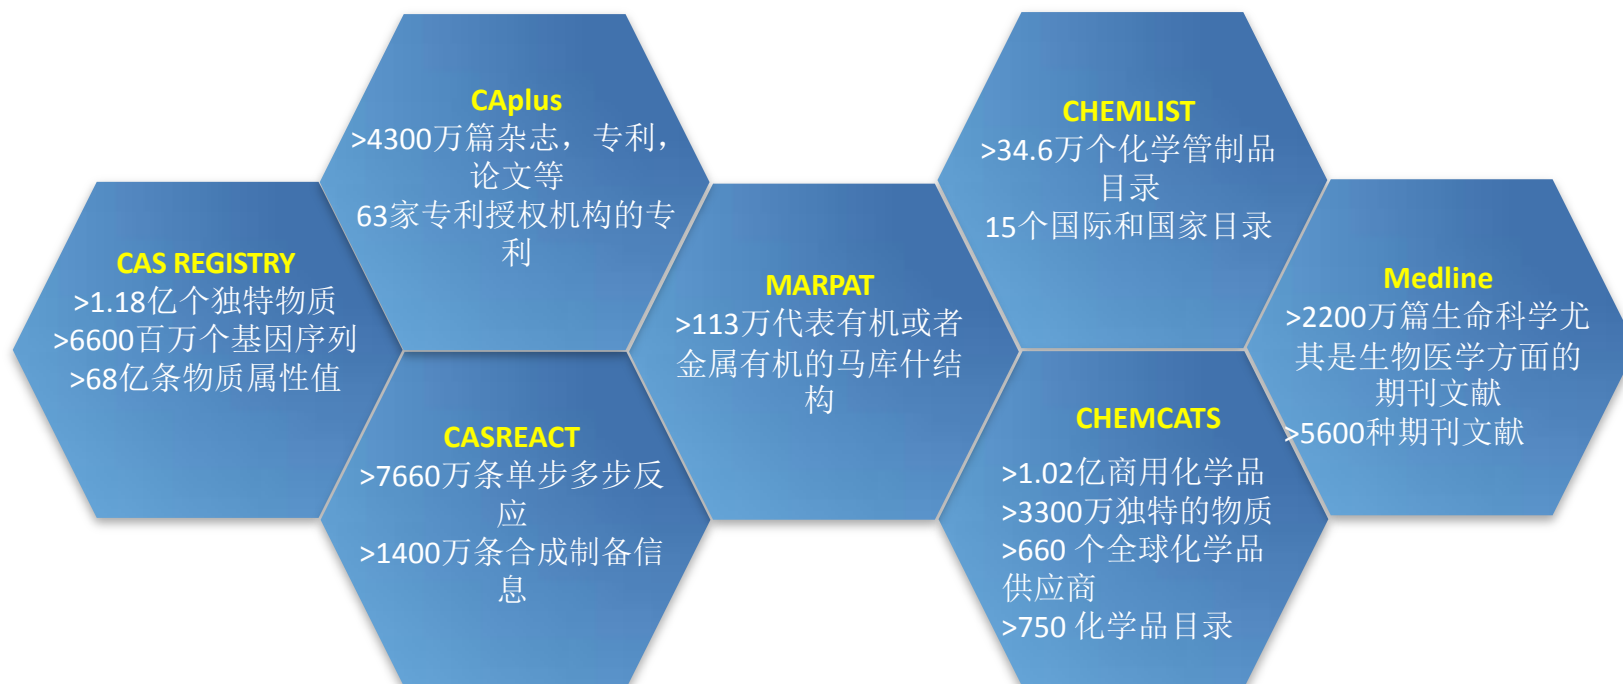 CAS REGISTRY
>1.18亿个独特物质
>6600百万个基因序列
>68亿条物质属性值
CAplus
>4300万篇杂志，专利，
论文等
63家专利授权机构的专
利
CASREACT
>7660万条单步多步反
应
>1400万条合成制备信
息
MARPAT
>113万代表有机或者
金属有机的马库什结
构
CHEMLIST
>34.6万个化学管制品
目录
15个国际和国家目录
CHEMCATS
>1.02亿商用化学品
>3300万独特的物质
>660 个全球化学品
供应商
>750 化学品目录
Medline
>2200万篇生命科学尤
其是生物医学方面的
期刊文献
>5600种期刊文献